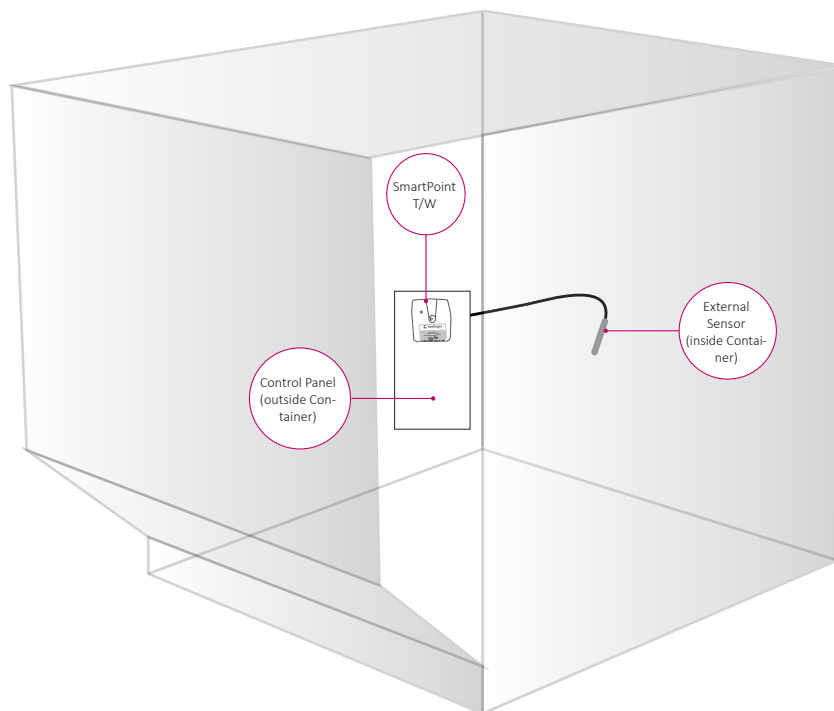 SmartPoint
T/W
External
Sensor
(inside Contai-
ner)
Control Panel
(outside Con-
tainer)